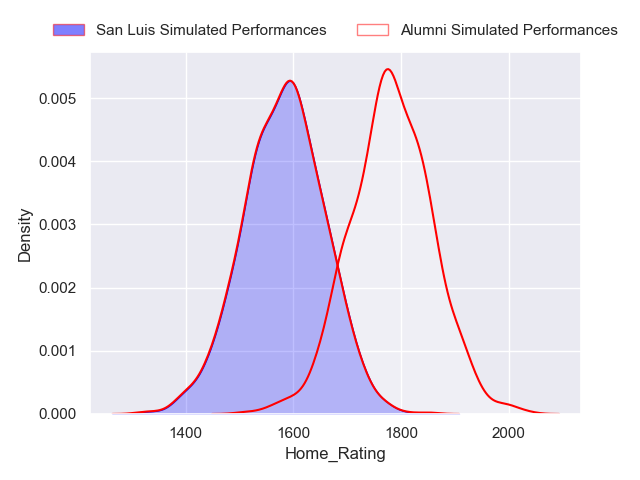 San Luis Simulated Performances Alumni Simulated Performances
0.005
0.004
0.003
0.002
0.001
0.000
Density
1400 1600 1800 2000
Home_Rating